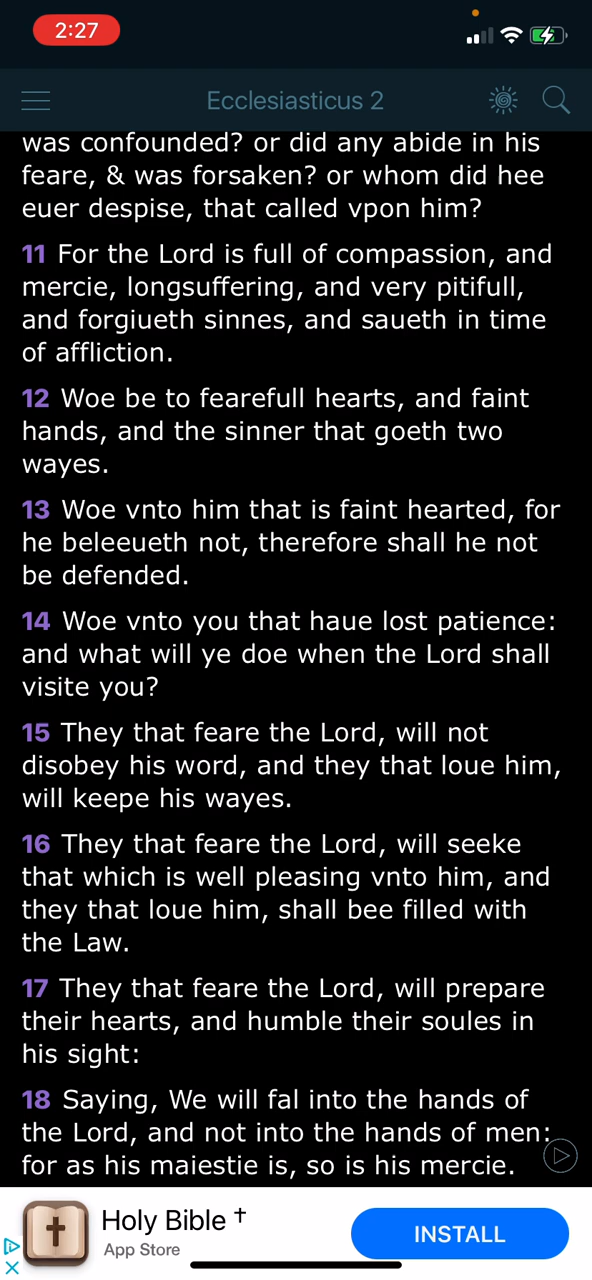 2:27
Ecclesiasticus 2
was confounded? or did any abide in his
feare, & was forsaken? or whom did hee
euer despise, that called vpon him?
11 For the Lord is full of compassion, and
mercie, longsuffering, and very pitifull,
and forgiueth sinnes, and saueth in time
of affliction.
12 Woe be to fearefull hearts, and faint
hands, and the sinner that goeth two
wayes.
13 Woe vnto him that is faint hearted, for
he beleeueth not, therefore shall he not
be defended.
14 Woe vnto you that haue lost patience:
and what will ye doe when the Lord shall
visite you?
15 They that feare the Lord, will not
disobey his word, and they that loue him,
will keepe his wayes.
16 They that feare the Lord, will seeke
that which is well pleasing vnto him, and
they that loue him, shall bee filled with
the Law.
17 They that feare the Lord, will prepare
their hearts, and humble their soules in
his sight:
18 Saying, We will fal into the hands of
the Lord, and not into the hands of men:
for as his maiestie is, so is his mercie.
Holy Bible ✝
App Store
INSTALL